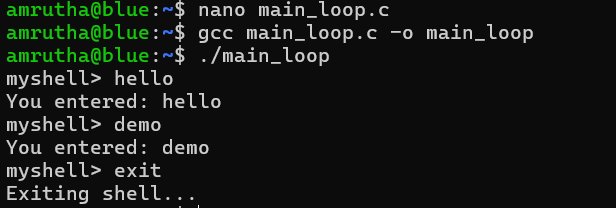 amrutha@blue:~$ nano main_loop.c
amrutha@blue:~$ gcc main_loop.c -o main_loop
amrutha@blue:~$ ./main_loop
myshell> hello
You entered: hello
myshell> demo
You entered: demo
myshell> exit
Exiting shell...